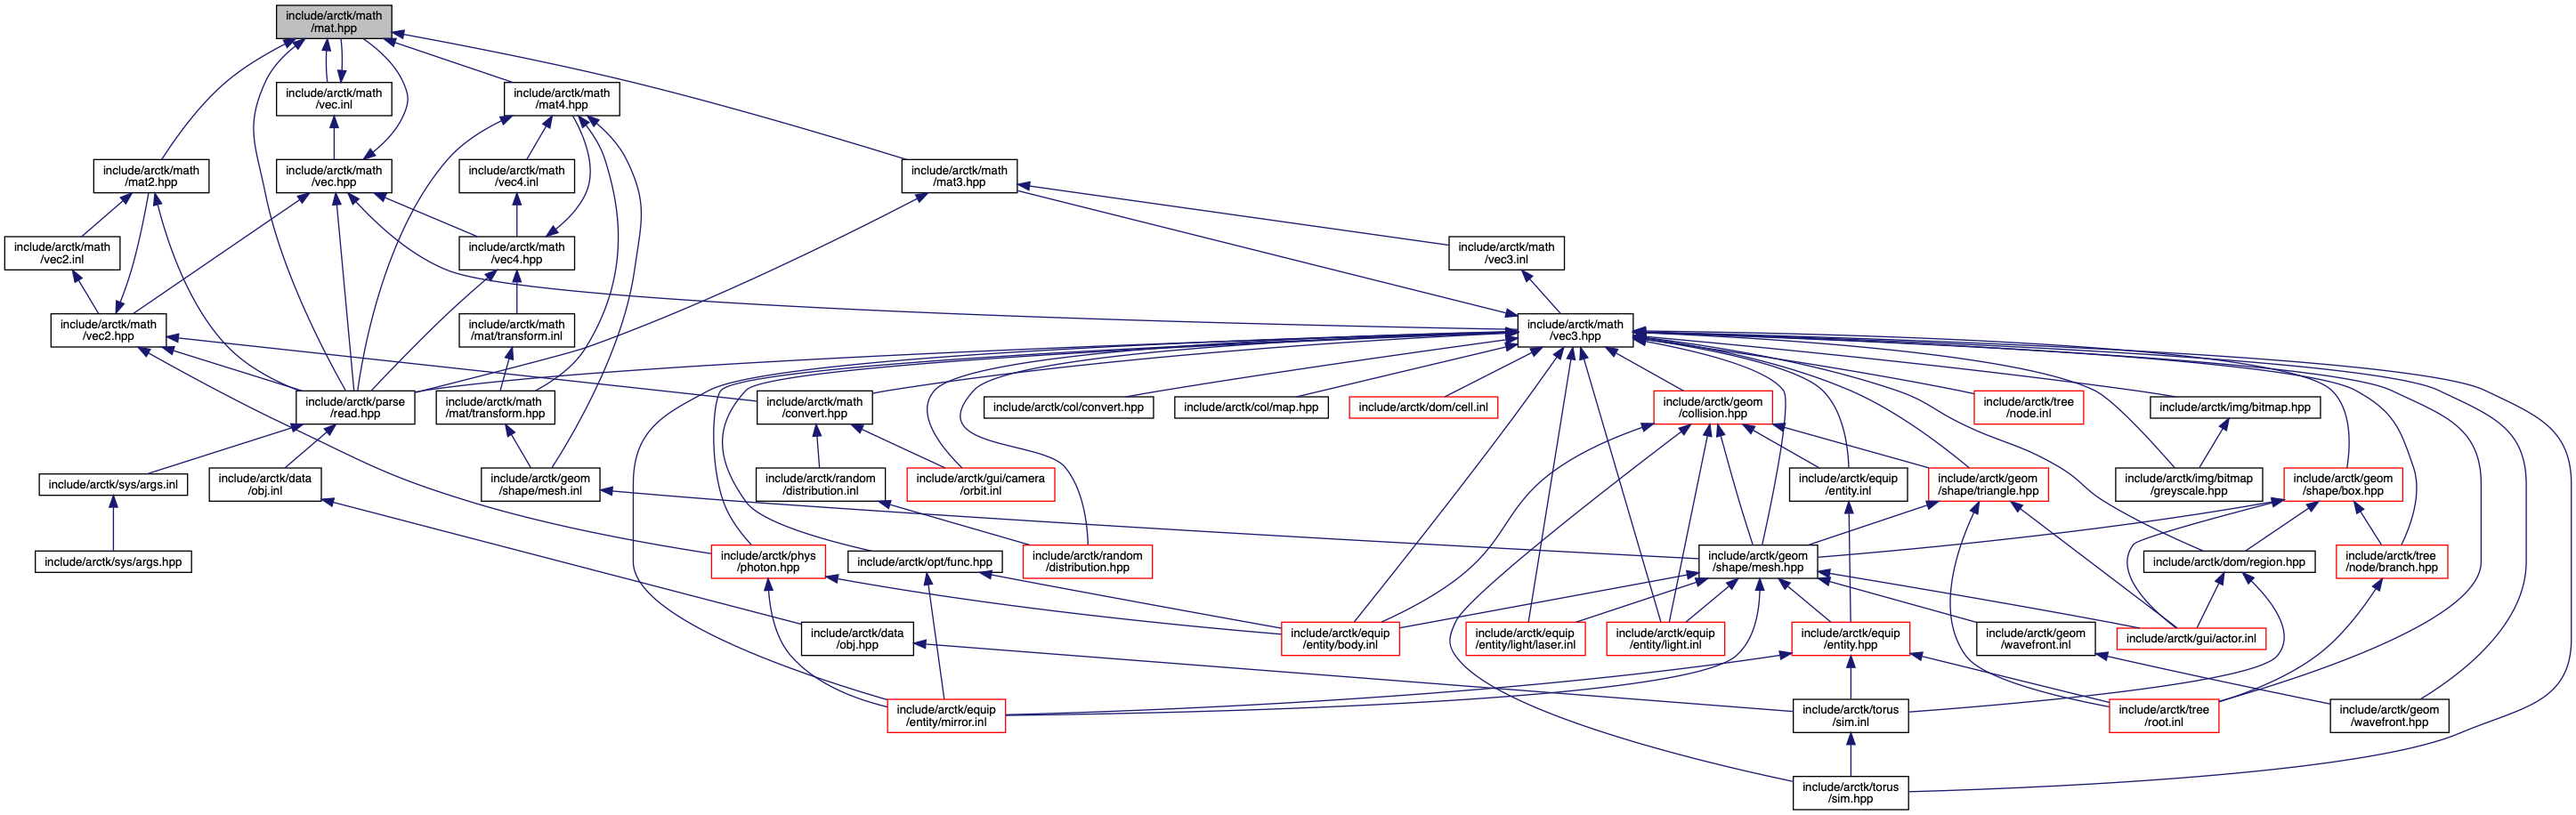 include/arctk/math
/mat.hpp
include/arctk/math
/vec.inl
include/arctk/math
/mat4.hpp
include/arctk/math
/mat2.hpp
include/arctk/math
/vec.hpp
include/arctk/math
/vec4.inl
include/arctk/math
/mat3.hpp
include/arctk/math
/vec2.inl
include/arctk/math
/vec4.hpp
include/arctk/math
/vec3.inl
include/arctk/math
/vec2.hpp
include/arctk/math
/mat/transform.inl
include/arctk/math
/vec3.hpp
include/arctk/parse
/read.hpp
include/arctk/math
/mat/transform.hpp
include/arctk/math
/convert.hpp
include/arctk/col/convert.hpp
include/arctk/col/map.hpp
include/arctk/dom/cell.inl
include/arctk/geom
/collision.hpp
include/arctk/tree
/node.inl
include/arctk/img/bitmap.hpp
include/arctk/sys/args.inl
include/arctk/data
/obj.inl
include/arctk/geom
/shape/mesh.inl
include/arctk/random
/distribution.inl
include/arctk/gui/camera
/orbit.inl
include/arctk/equip
/entity.inl
include/arctk/geom
/shape/triangle.hpp
include/arctk/img/bitmap
/greyscale.hpp
include/arctk/geom
/shape/box.hpp
include/arctk/sys/args.hpp
include/arctk/phys
/photon.hpp
include/arctk/opt/func.hpp
include/arctk/random
/distribution.hpp
include/arctk/geom
/shape/mesh.hpp
include/arctk/dom/region.hpp
include/arctk/tree
/node/branch.hpp
include/arctk/data
/obj.hpp
include/arctk/equip
/entity/body.inl
include/arctk/equip
/entity/light/laser.inl
include/arctk/equip
/entity/light.inl
include/arctk/equip
/entity.hpp
include/arctk/geom
/wavefront.inl
include/arctk/gui/actor.inl
include/arctk/equip
/entity/mirror.inl
include/arctk/torus
/sim.inl
include/arctk/tree
/root.inl
include/arctk/geom
/wavefront.hpp
include/arctk/torus
/sim.hpp